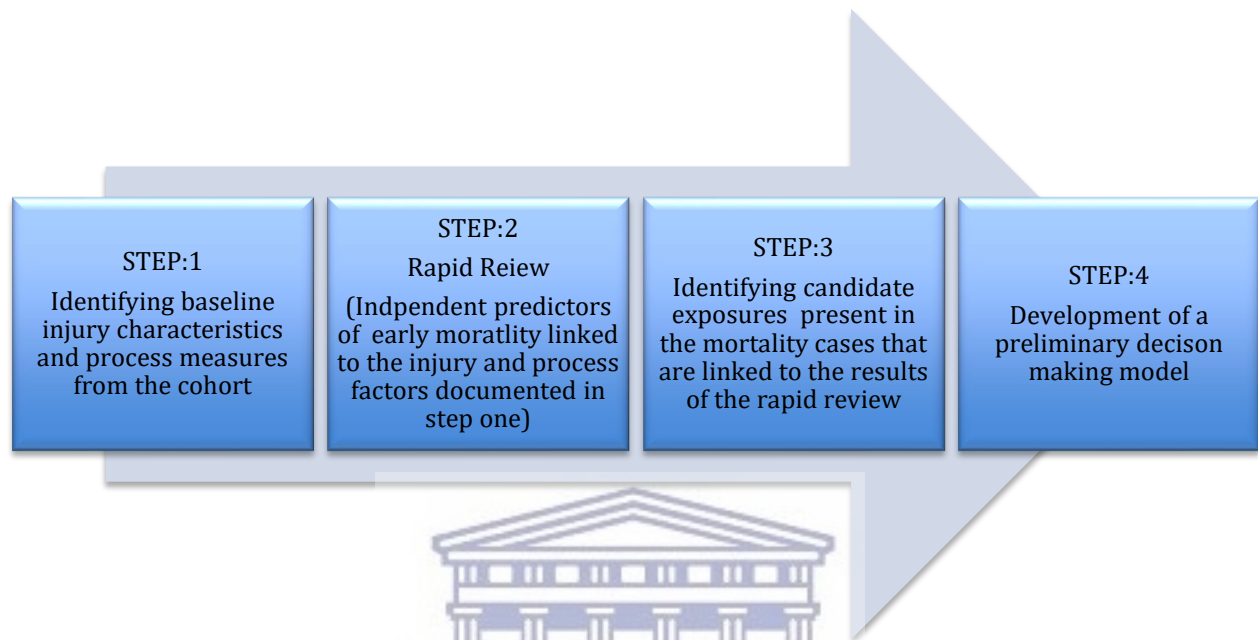 STEP:1
Identifying baseline
injury characteristics
and process measures
from the cohort
STEP:2
Rapid Reiew
(Indpendent predictors
of early moratlity linked
to the injury and process
factors documented in
step one)
STEP:3
Identifying candidate
exposures present in
the mortality cases that
are linked to the results
of the rapid review
STEP:4
Development of a
preliminary decison
making model